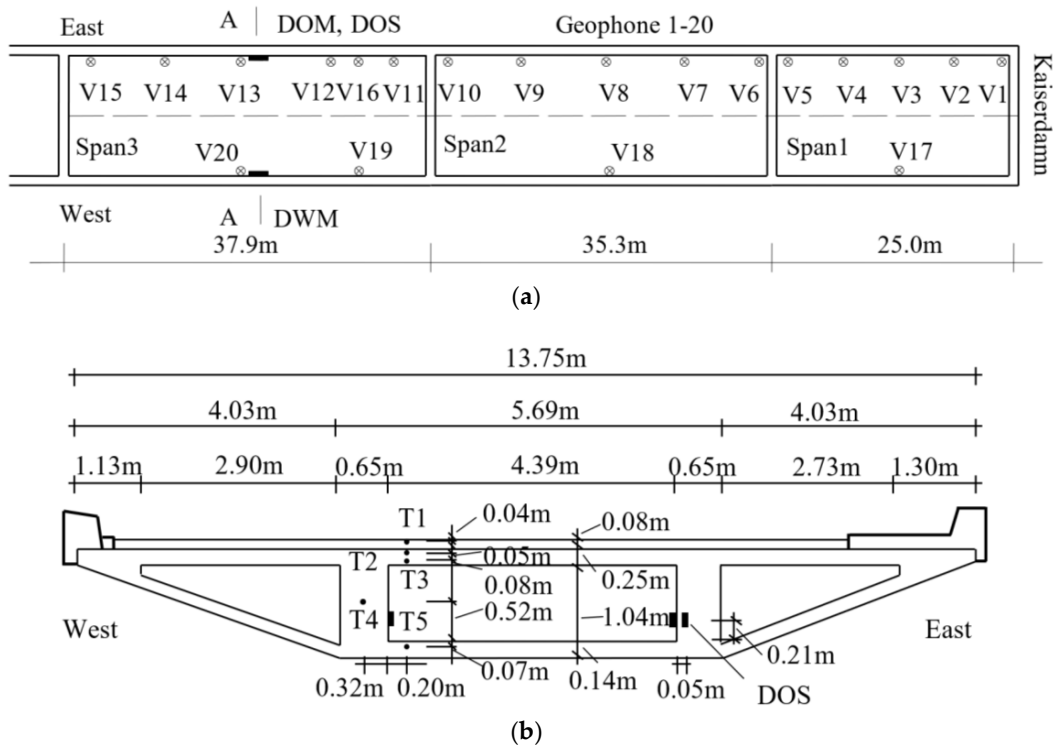 East A DOM, DOS Geophone 1-20
Kaiserdamn
V15 V14 V13 V12 V16 V11 V10 V9 V8 V7 V6 V5 V4 V3 V2 V1
Span3 V20 V19 Span2 V18 Span1 V17
West A DWM
37.9m 35.3m 25.0m
(a)
13.75m
4.03m 5.69m 4.03m
1.13m 2.90m 0.65m 4.39m 0.65m 2.73m 1.30m
T1 0.04m 0.08m
T2 0.05m
T3 0.08m 0.25m
0.52m
West T4 T5 1.04m East
0.21m
0.32m 0.20m 0.07m 0.14m 0.05m
DOS
(b)